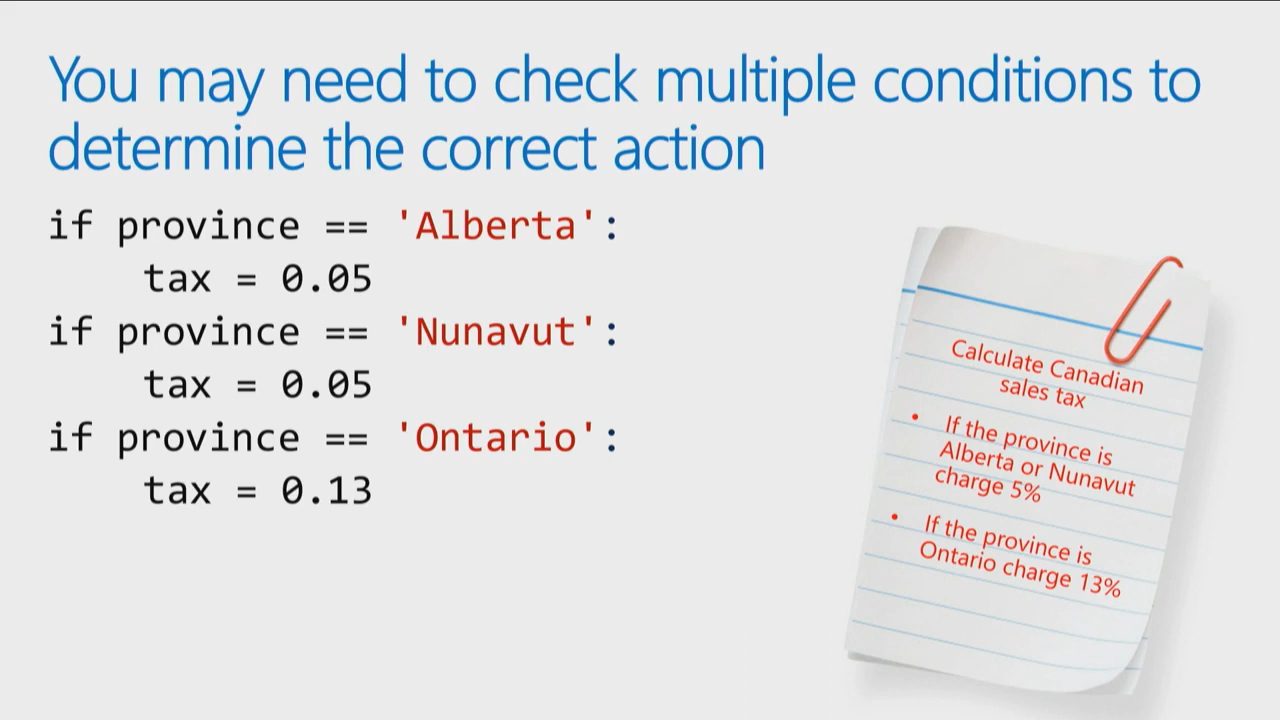 You may need to check multiple conditions to
determine the correct action
if province == 'Alberta':
    tax = 0.05
if province == 'Nunavut':
    tax = 0.05
if province == 'Ontario':
    tax = 0.13
Calculate Canadian
sales tax
• If the province is
Alberta or Nunavut
charge 5%
• If the province is
Ontario charge 13%